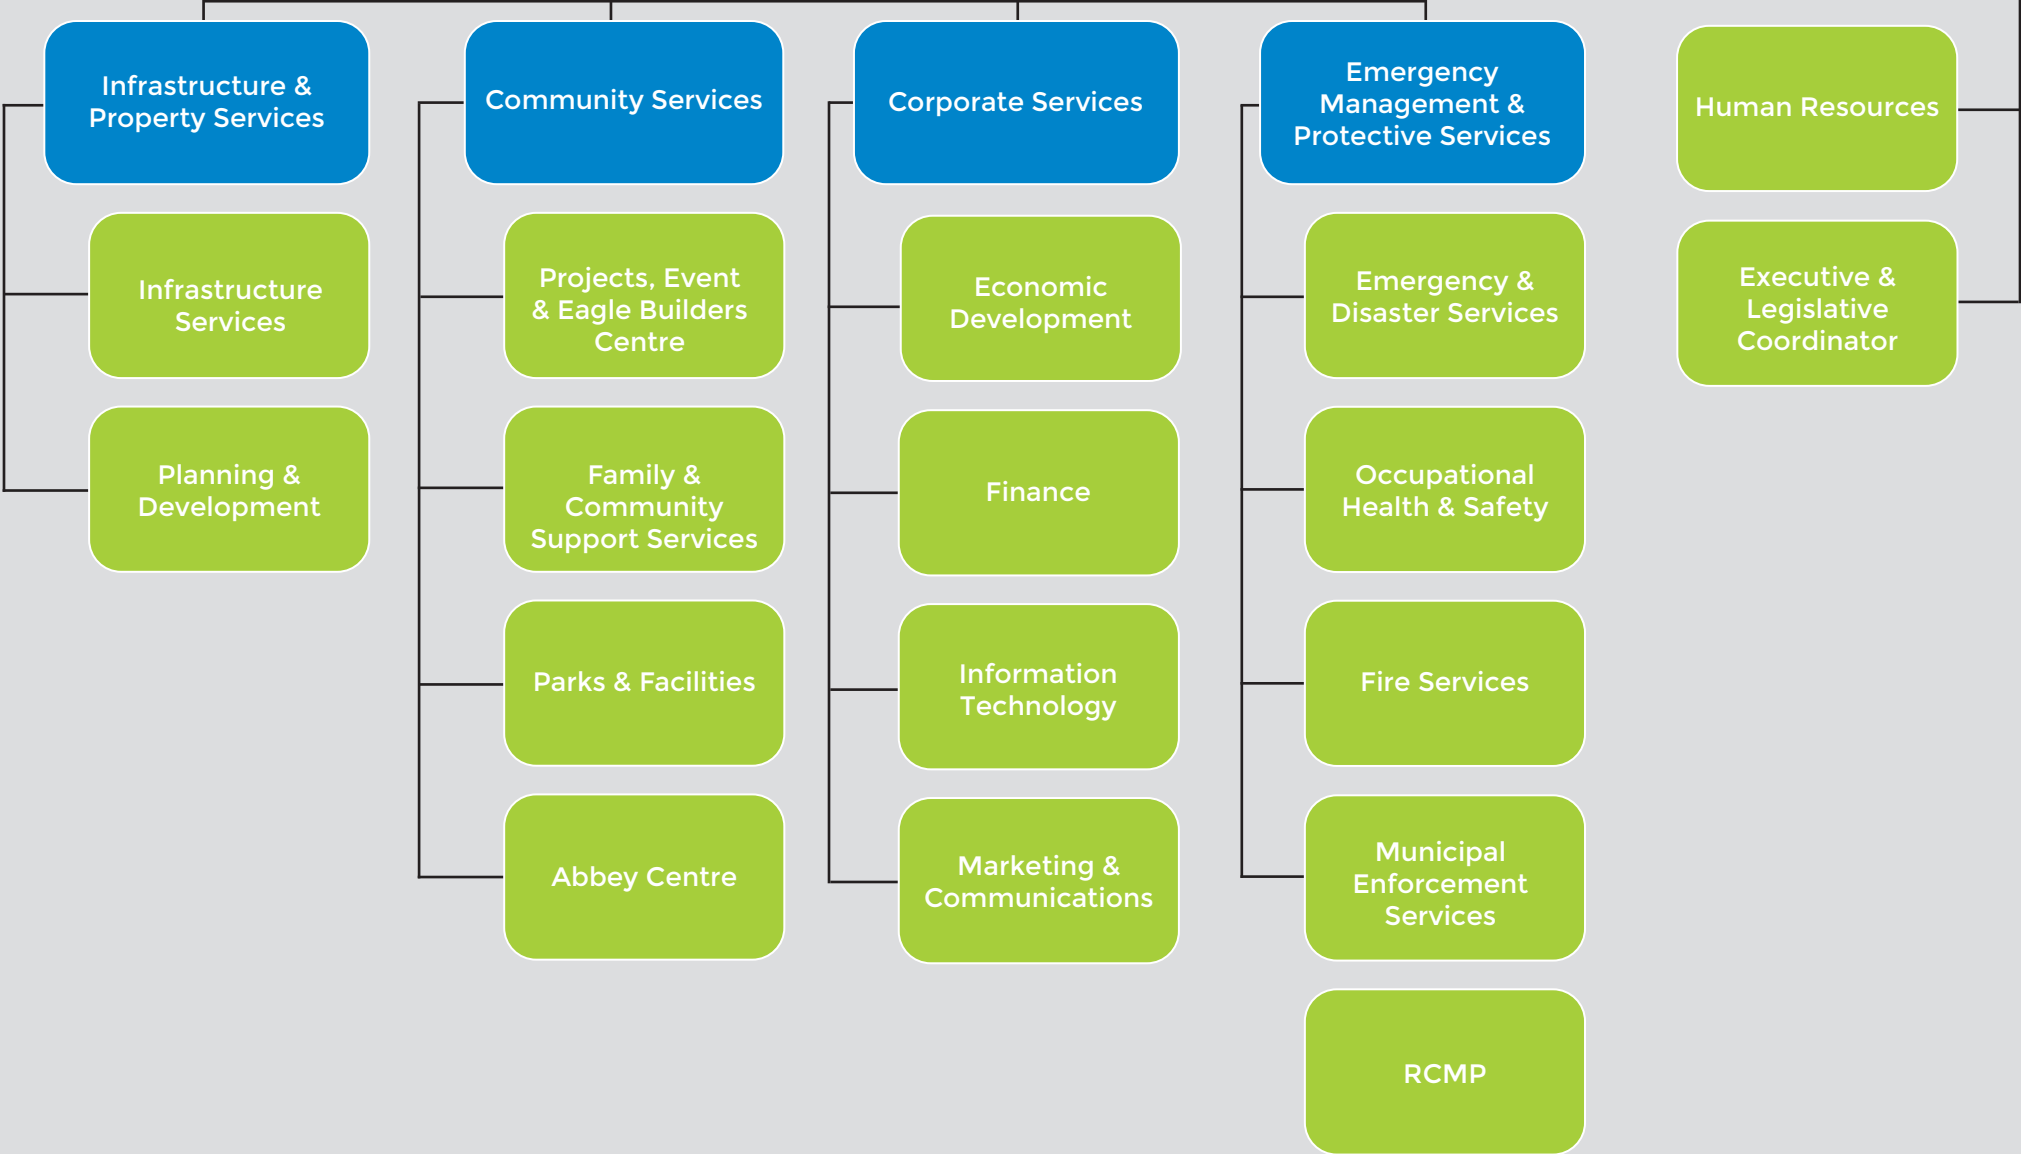 Infrastructure &
Property Services
Infrastructure
Services
Planning &
Development
Community Services
Projects, Event
& Eagle Builders
Centre
Family &
Community
Support Services
Parks & Facilities
Abbey Centre
Corporate Services
Economic
Development
Finance
Information
Technology
Marketing &
Communications
Emergency
Management &
Protective Services
Emergency &
Disaster Services
Occupational
Health & Safety
Fire Services
Municipal
Enforcement
Services
RCMP
Human Resources
Executive &
Legislative
Coordinator